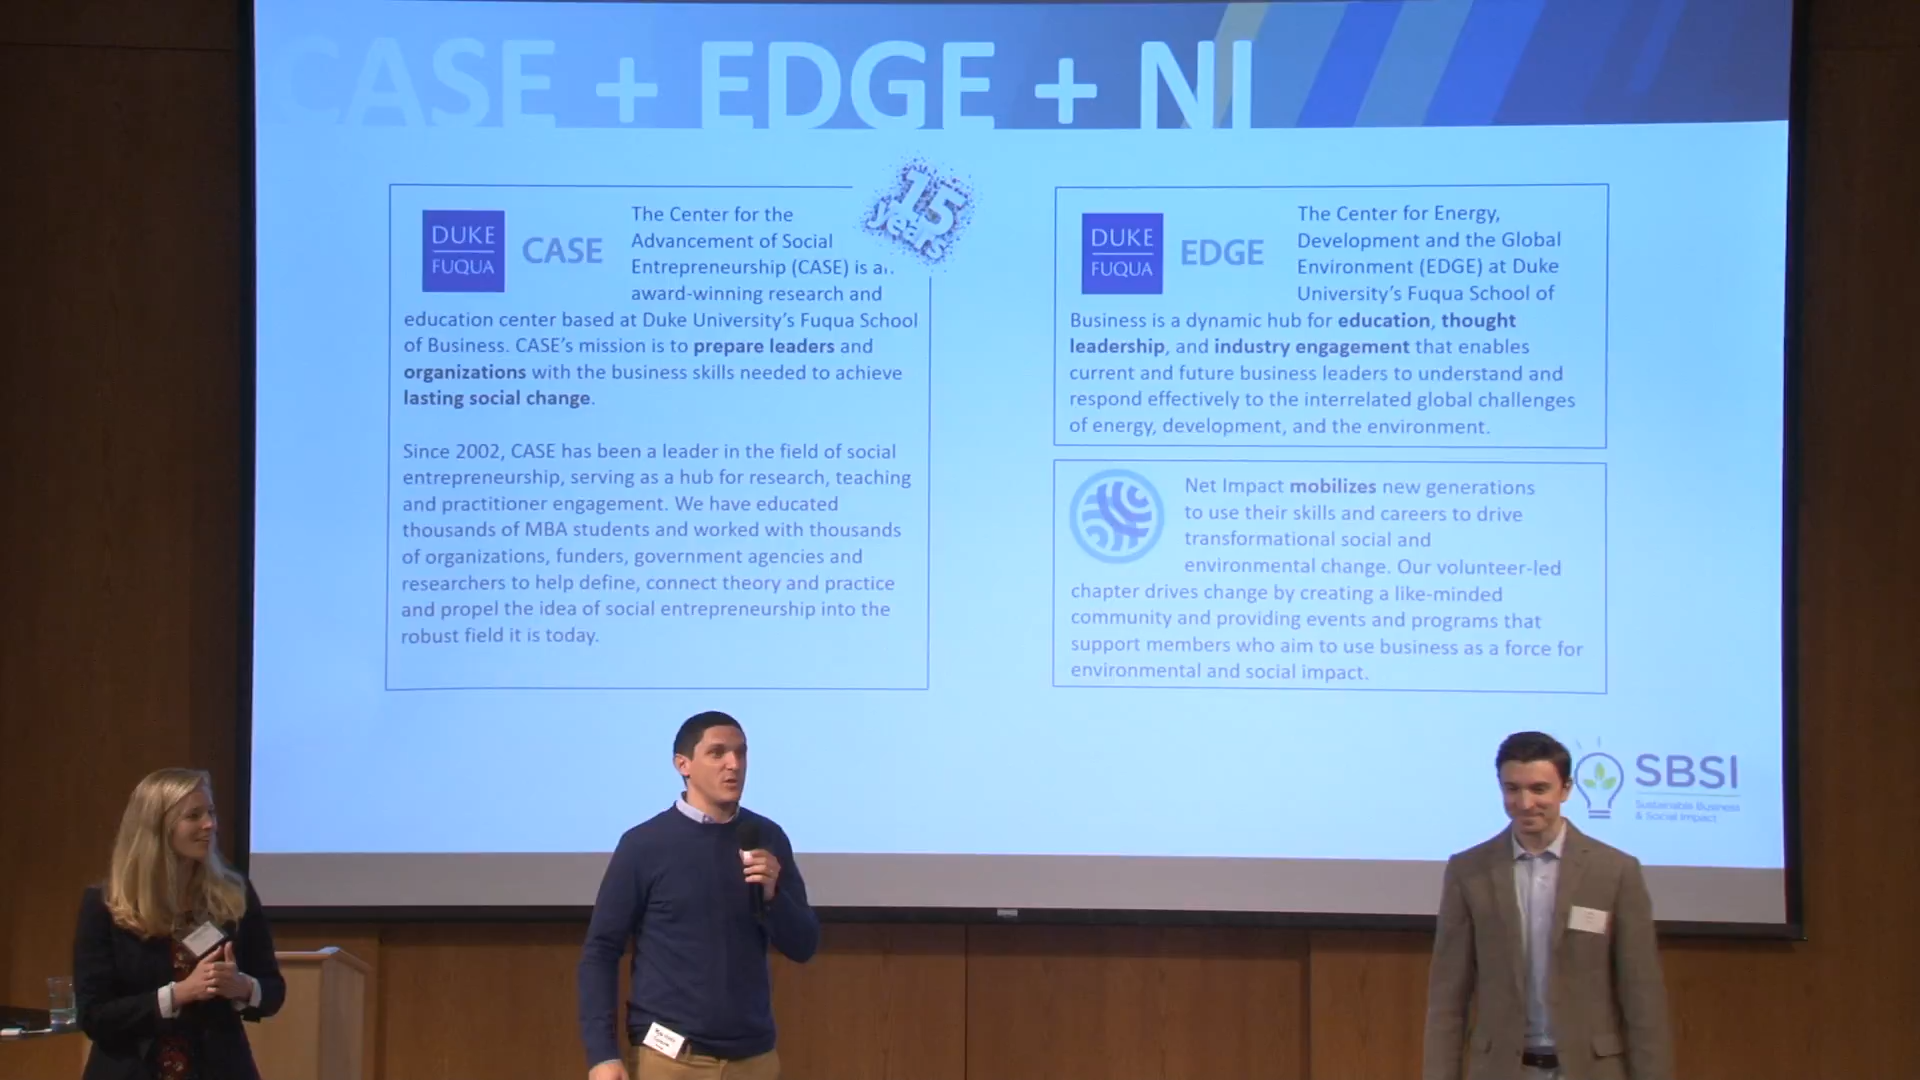 CASE + EDGE + NI
15
years
DUKE
FUQUA
CASE
The Center for the
Advancement of Social
Entrepreneurship (CASE) is
award-winning research and
education center based at Duke University's Fuqua School
of Business. CASE's mission is to prepare leaders and
organizations with the business skills needed to achieve
lasting social change.
Since 2002, CASE has been a leader in the field of social
entrepreneurship, serving as a hub for research, teaching
and practitioner engagement. We have educated
thousands of MBA students and worked with thousands
of organizations, funders, government agencies and
researchers to help define, connect theory and practice
and propel the idea of social entrepreneurship into the
robust field it is today.
DUKE
FUQUA
EDGE
The Center for Energy,
Development and the Global
Environment (EDGE) at Duke
University's Fuqua School of
Business is a dynamic hub for education, thought
leadership, and industry engagement that enables
current and future business leaders to understand and
respond effectively to the interrelated global challenges
of energy, development, and the environment.
Net Impact mobilizes new generations
to use their skills and careers to drive
transformational social and
environmental change. Our volunteer-led
chapter drives change by creating a like-minded
community and providing events and programs that
support members who aim to use business as a force for
environmental and social impact.
SBSI
Sustainable Business
& Social Impact